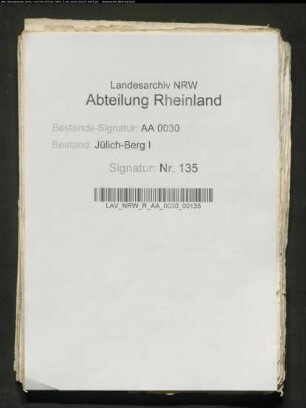 Landesarchiv NRW
Abteilung Rheinland
Bestands-Signatur: AA 0030
Bestand: Jülich-Berg I
Signatur: Nr. 135
LAV_NRW_R_AA_0030_00135